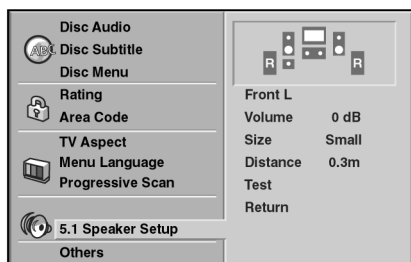 Disc Audio
ABC Disc Subtitle
Disc Menu
Rating
Area Code
TV Aspect
Menu Language
Progressive Scan
5.1 Speaker Setup
Others
R R
Front L
Volume 0 dB
Size Small
Distance 0.3m
Test
Return